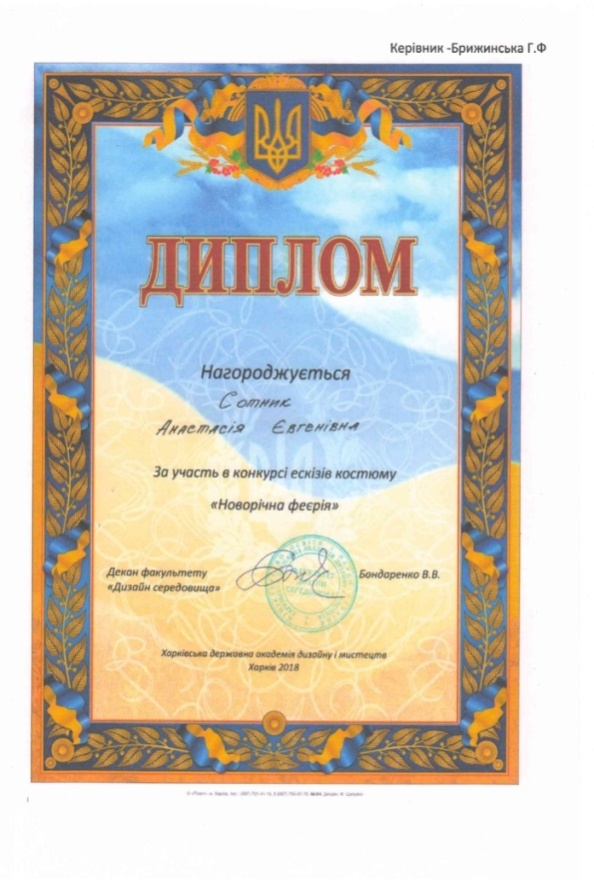 Керівник -Брижинська Г.Ф
ДИПЛОМ
Нагороджується
Сотник
Анастасія Євгенівна
За участь в конкурсі ескізів костюму
«Новорічна феєрія»
Декан факультету
«Дизайн середовища»
Бондаренко В.В.
Харківська державна академія дизайну і мистецтв
Харків 2018